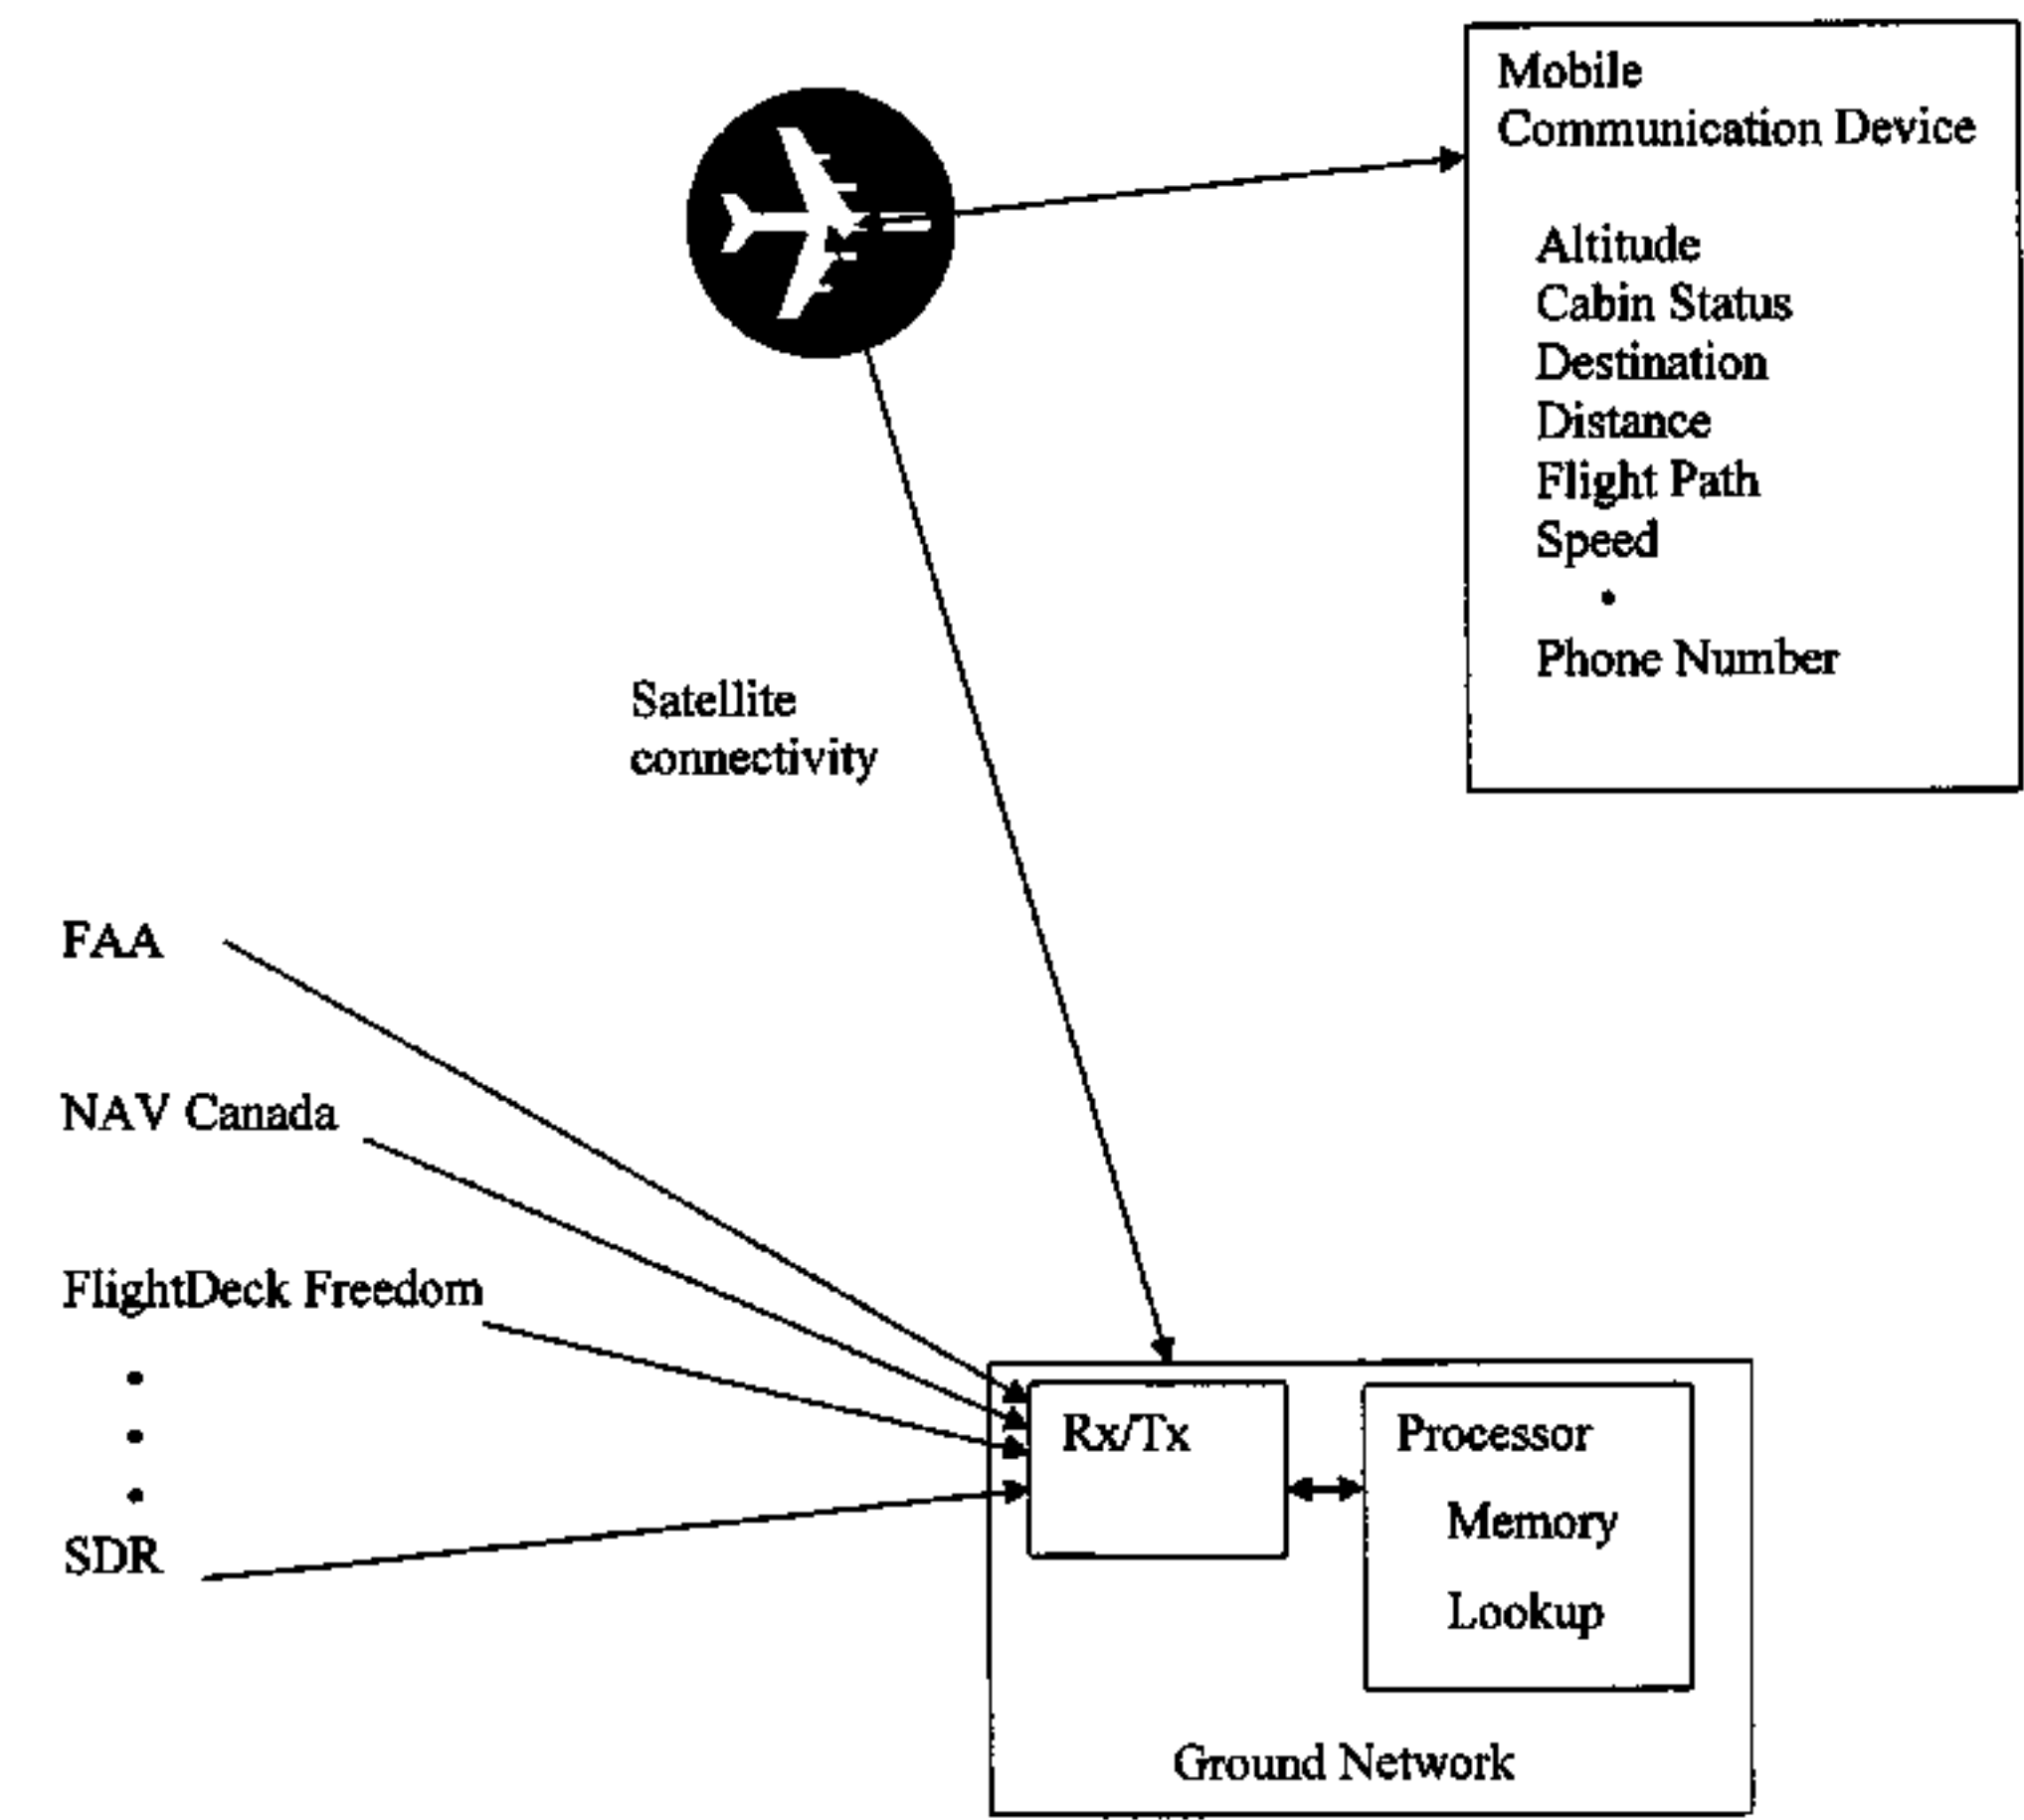 Mobile
Communication Device
Altitude
Cabin Status
Destination
Distance
Flight Path
Speed
Phone Number
Satellite
connectivity
FAA
NAV Canada
FlightDeck Freedom
SDR
Rx/Tx
Processor
Memory
Lookup
Ground Network